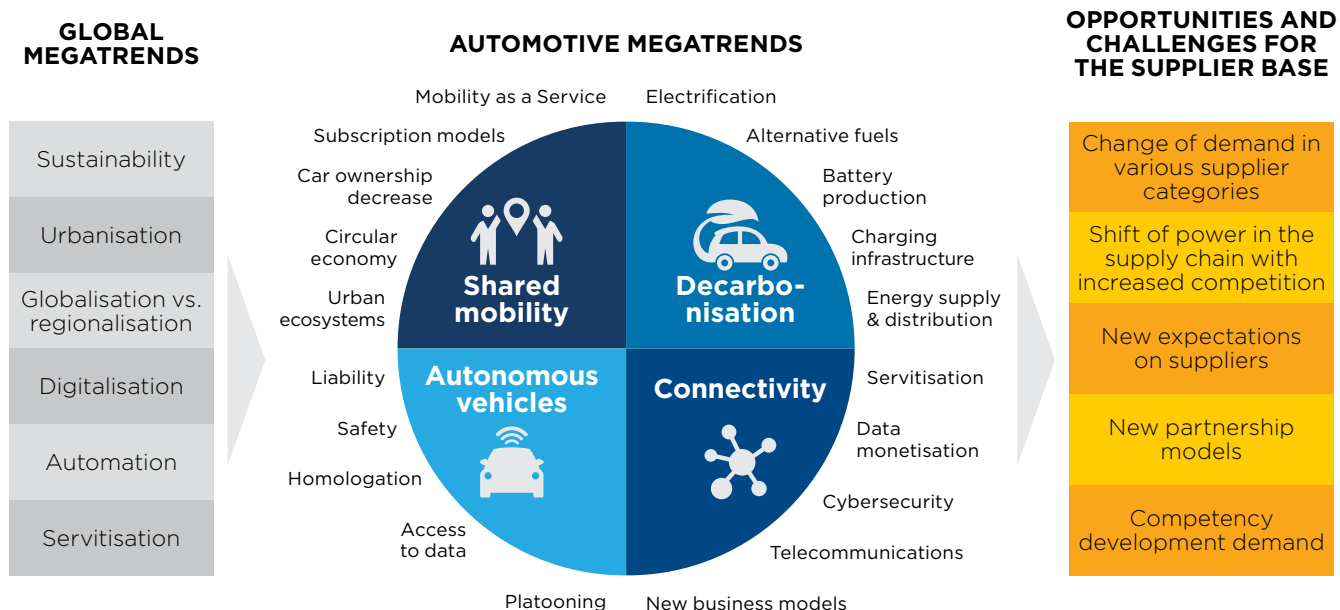 GLOBAL
MEGATRENDS
Sustainability
Urbanisation
Globalisation vs.
regionalisation
Digitalisation
Automation
Servitisation
AUTOMOTIVE MEGATRENDS
Mobility as a Service
Subscription models
Car ownership
decrease
Circular
economy
Urban
ecosystems
Shared
mobility
Electrification
Alternative fuels
Battery
production
Charging
infrastructure
Energy supply
& distribution
Decarbo-
nisation
Liability
Safety
Homologation
Access
to data
Platooning
Autonomous
vehicles
Servitisation
Data
monetisation
Cybersecurity
Telecommunications
New business models
Connectivity
OPPORTUNITIES AND
CHALLENGES FOR
THE SUPPLIER BASE
Change of demand in
various supplier
categories
Shift of power in the
supply chain with
increased competition
New expectations
on suppliers
New partnership
models
Competency
development demand